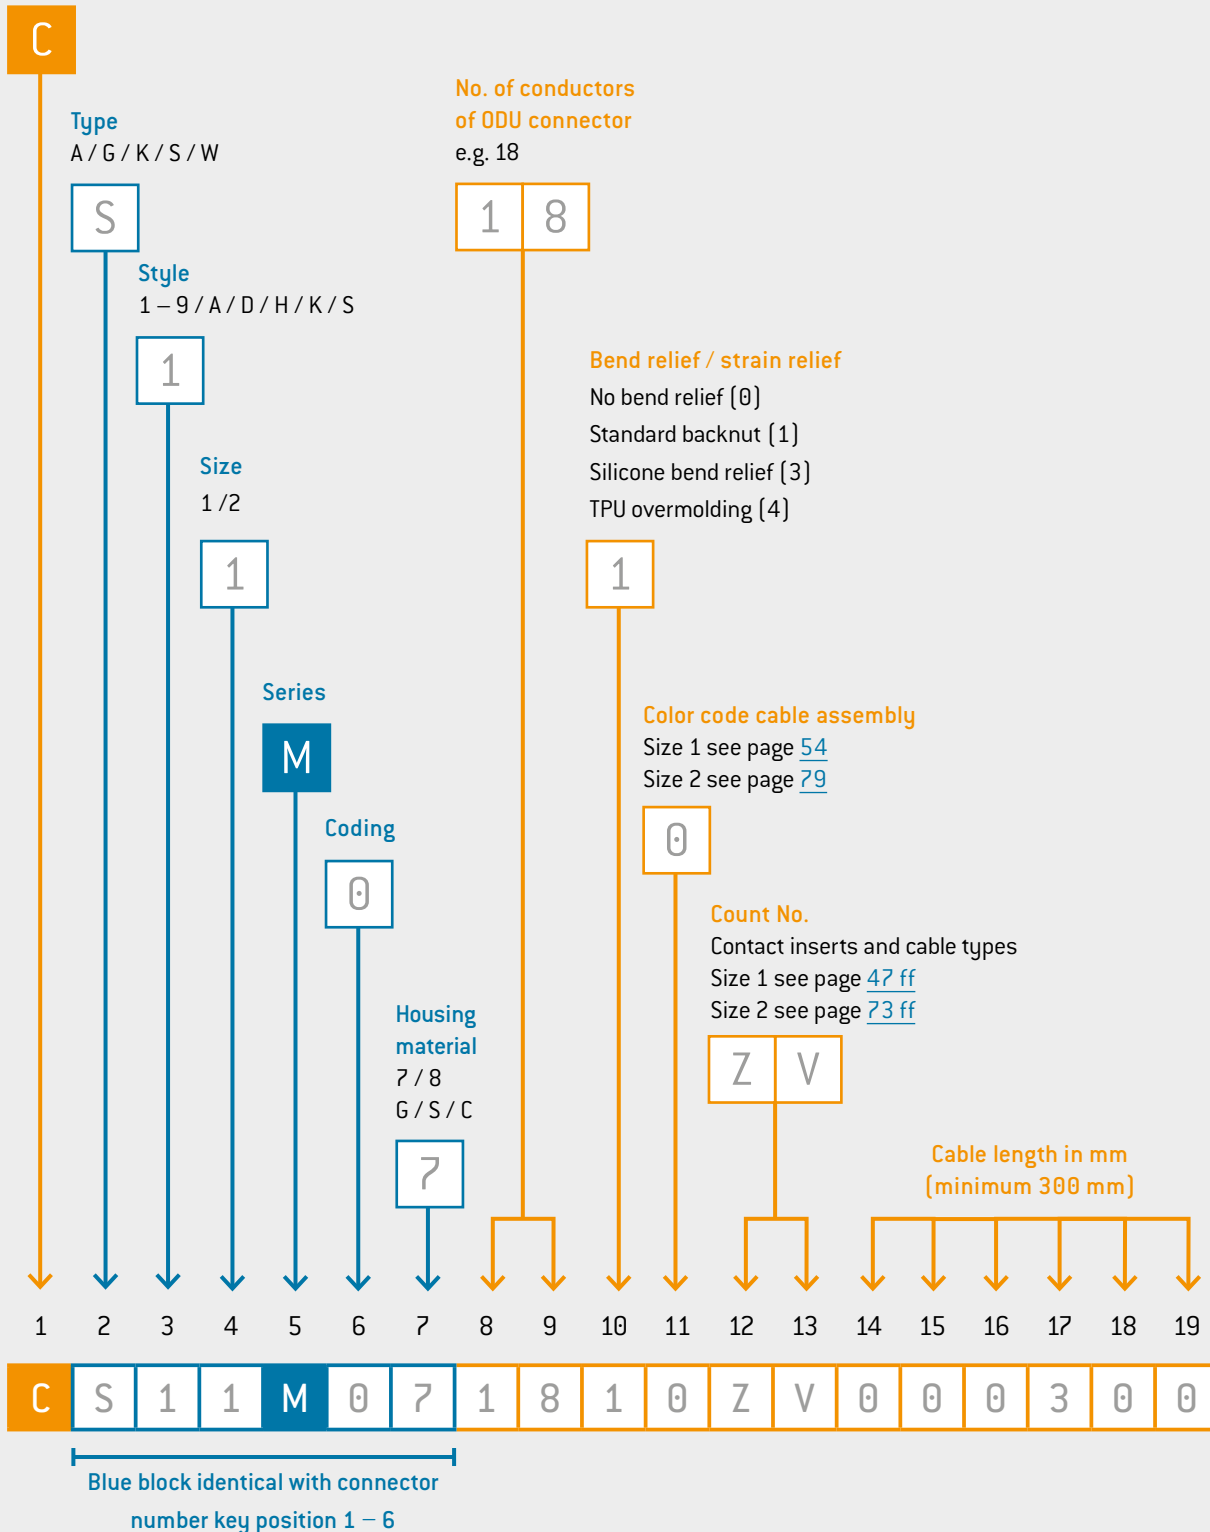 C
No. of conductors
of ODU connector
e.g. 18
1 8
Type
A / G / K / S / W
S
Style
1 – 9 / A / D / H / K / S
1
Bend relief / strain relief
No bend relief (0)
Standard backnut (1)
Silicone bend relief (3)
TPU overmolding (4)
1
Size
1 /2
1
Series
M
Color code cable assembly
Size 1 see page 54
Size 2 see page 79
0
Coding
0
Count No.
Contact inserts and cable types
Size 1 see page 47 ff
Size 2 see page 73 ff
Z V
Housing
material
7 / 8
G / S / C
7
Cable length in mm
(minimum 300 mm)
1 2 3 4 5 6 7 8 9 10 11 12 13 14 15 16 17 18 19
C S 1 1 M 0 7 1 8 1 0 Z V 0 0 0 3 0 0
Blue block identical with connector
number key position 1 – 6